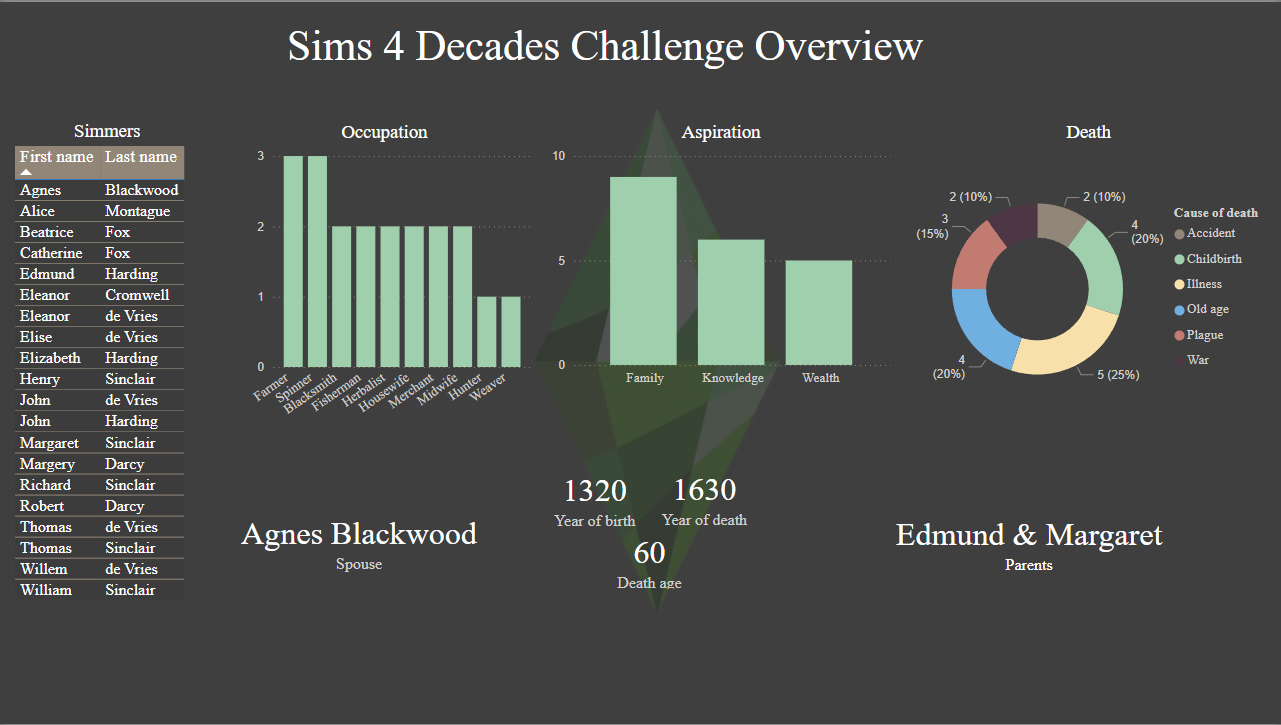 Sims 4 Decades Challenge Overview
Simmers
First name Last name
Agnes Blackwood
Alice Montague
Beatrice Fox
Catherine Fox
Edmund Harding
Eleanor Cromwell
Eleanor de Vries
Elise de Vries
Elizabeth Harding
Henry Sinclair
John de Vries
John Harding
Margaret Sinclair
Margery Darcy
Richard Sinclair
Robert Darcy
Thomas de Vries
Thomas Sinclair
Willem de Vries
William Sinclair
Occupation
3
2
1
0
Farmer
Spinner
Blacksmith
Fisherman
Herbalist
Housewife
Merchant
Midwife
Hunter
Weaver
Aspiration
10
5
0
Family Knowledge Wealth
Death
2 (10%)
4
(20%)
5 (25%)
4
(20%)
3
(15%)
2 (10%)
Cause of death
Accident
Childbirth
Illness
Old age
Plague
War
Agnes Blackwood
Spouse
1320
Year of birth
1630
Year of death
60
Death age
Edmund & Margaret
Parents